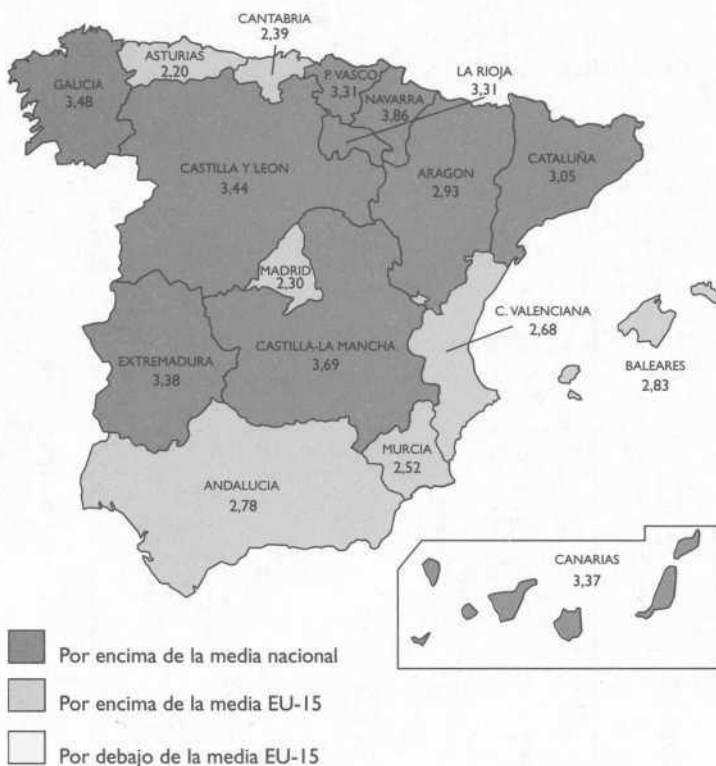 CANTABRIA
2,39
ASTURIAS
2,20
GALICIA
3,48
P. VASCO
3,31
NAVARRA
3,86
LA RIOJA
3,31
CASTILLA Y LEON
3,44
ARAGON
2,93
CATALUÑA
3,05
MADRID
2,30
C. VALENCIANA
2,68
BALEARES
2,83
EXTREMADURA
3,38
CASTILLA-LA MANCHA
3,69
MURCIA
2,52
ANDALUCIA
2,78
CANARIAS
3,37
Por encima de la media nacional
Por encima de la media EU-15
Por debajo de la media EU-15